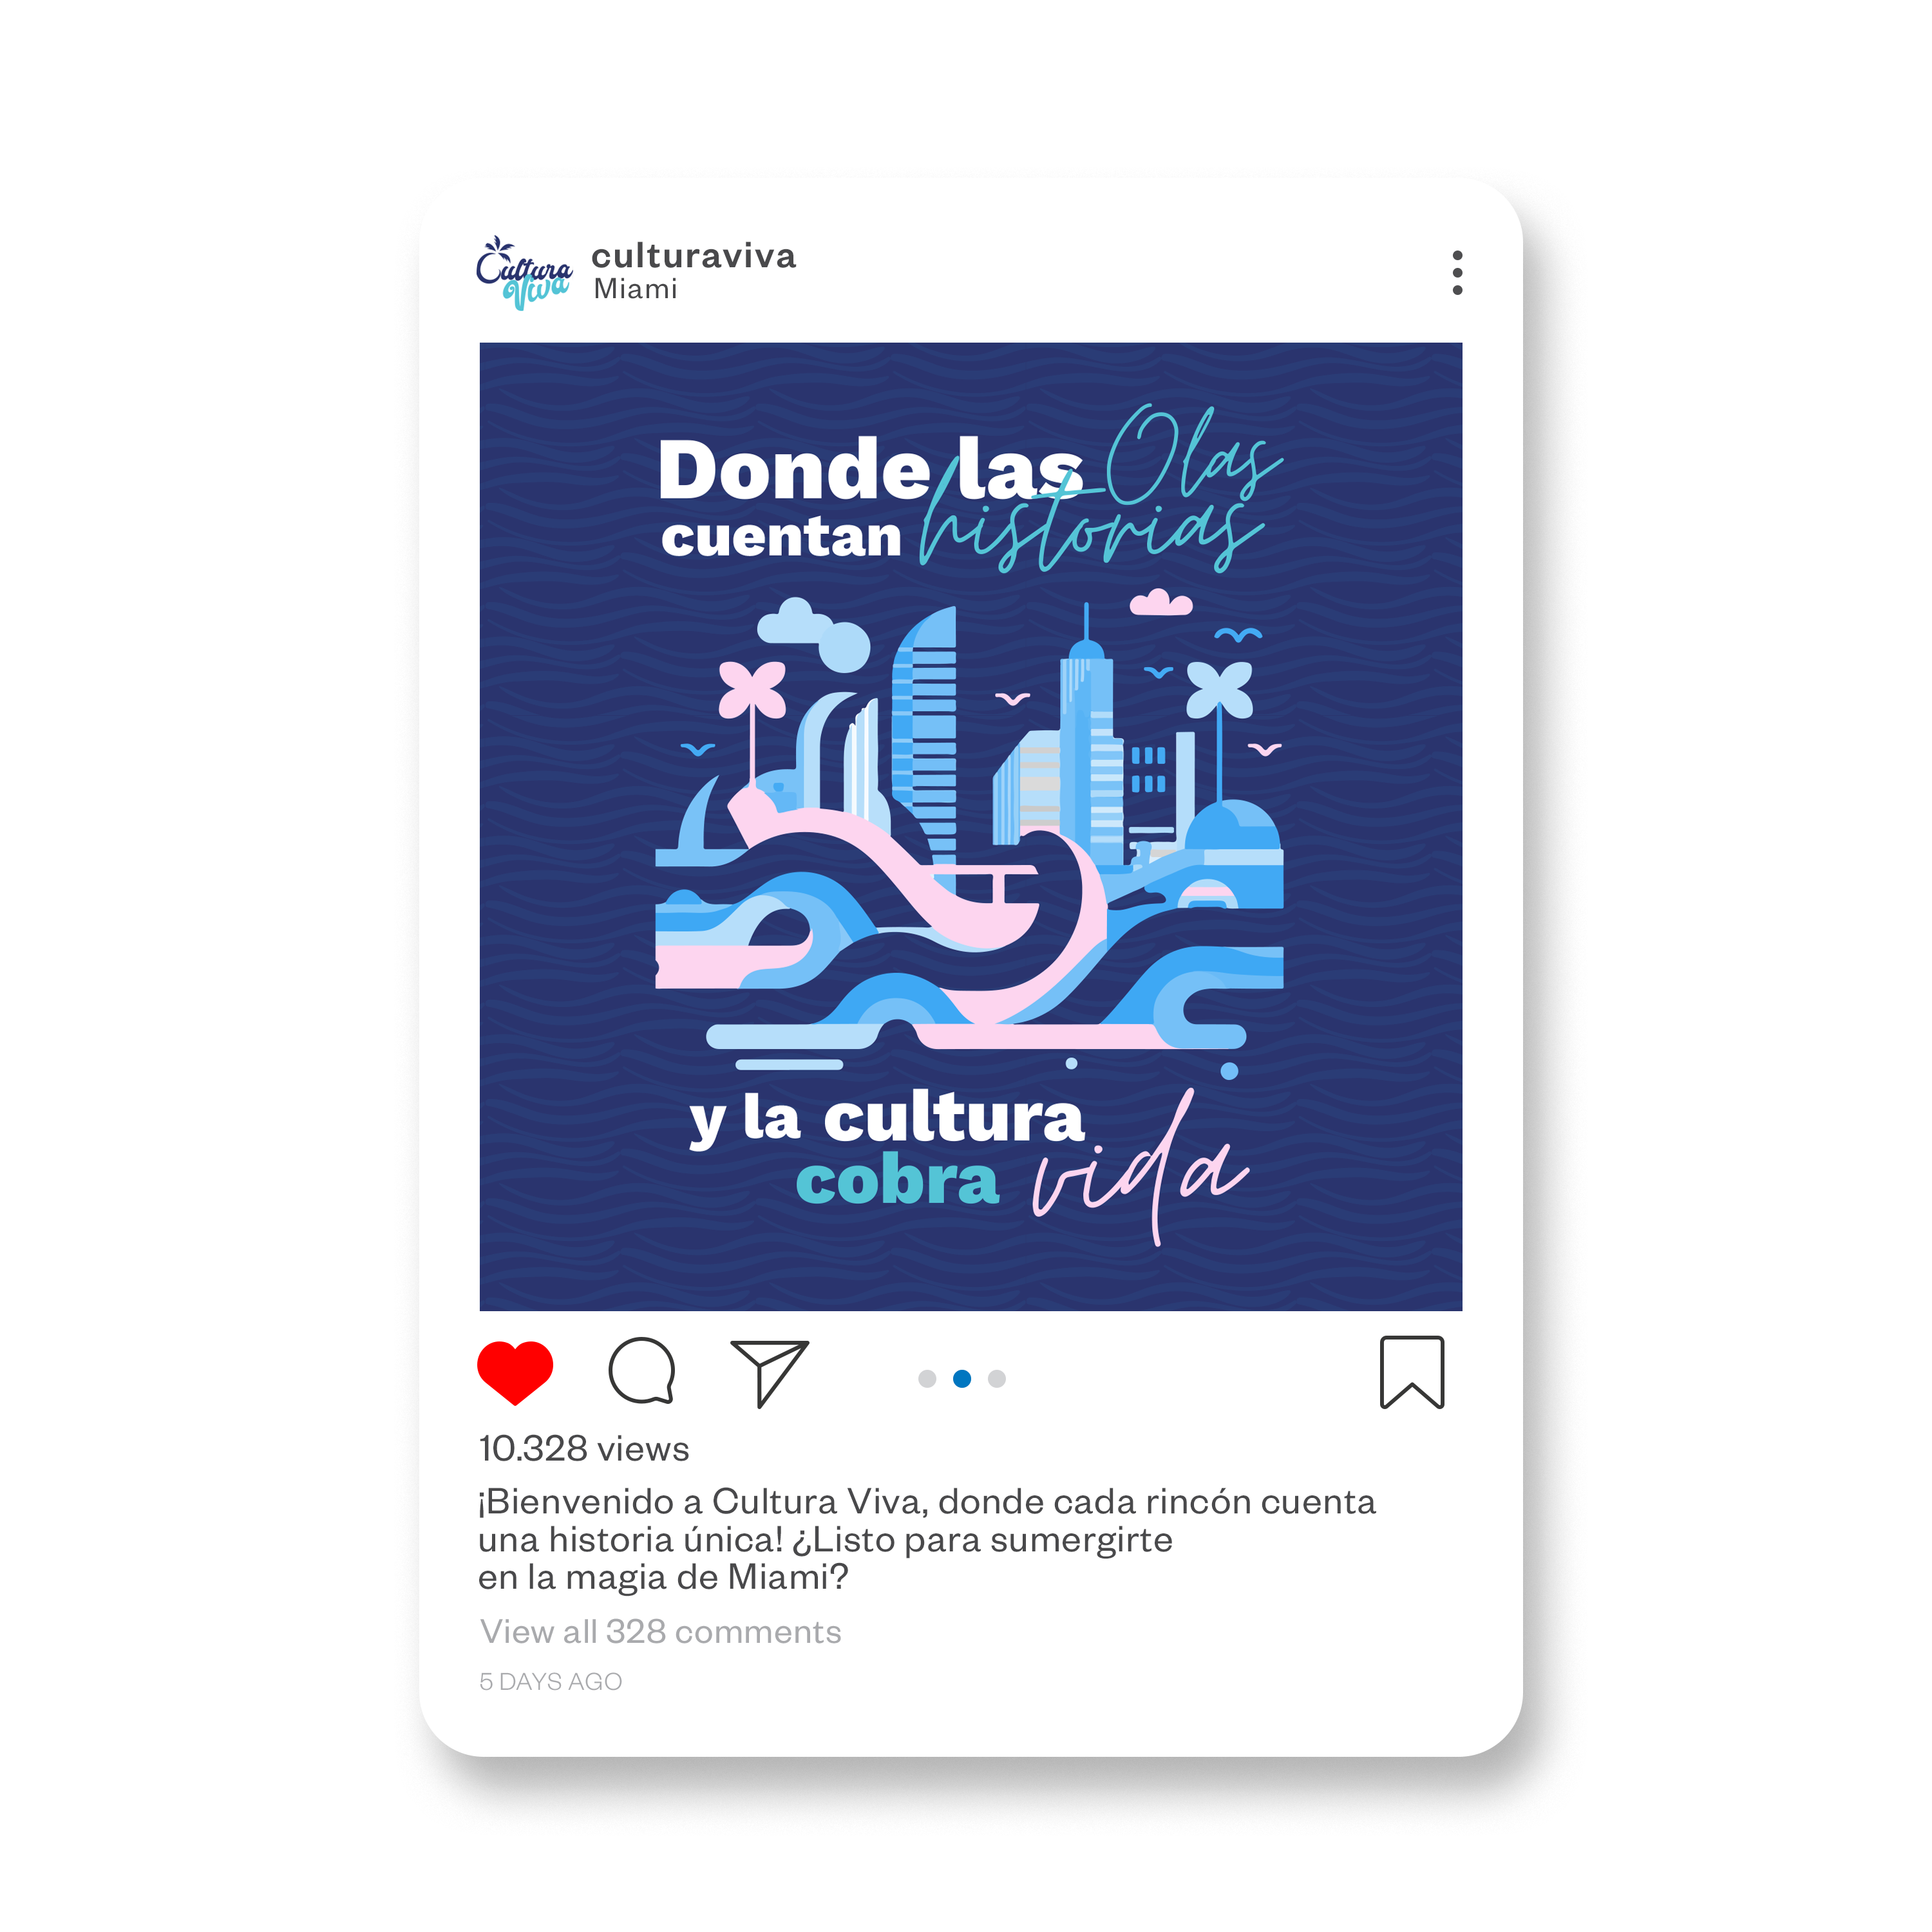 Cultura
Viva
culturaviva
Miami
Donde las Olas
cuentan historias
y la cultura
cobra vida
10.328 views
¡Bienvenido a Cultura Viva, donde cada rincón cuenta
una historia única! ¿Listo para sumergirte
en la magia de Miami?
View all 328 comments
5 DAYS AGO